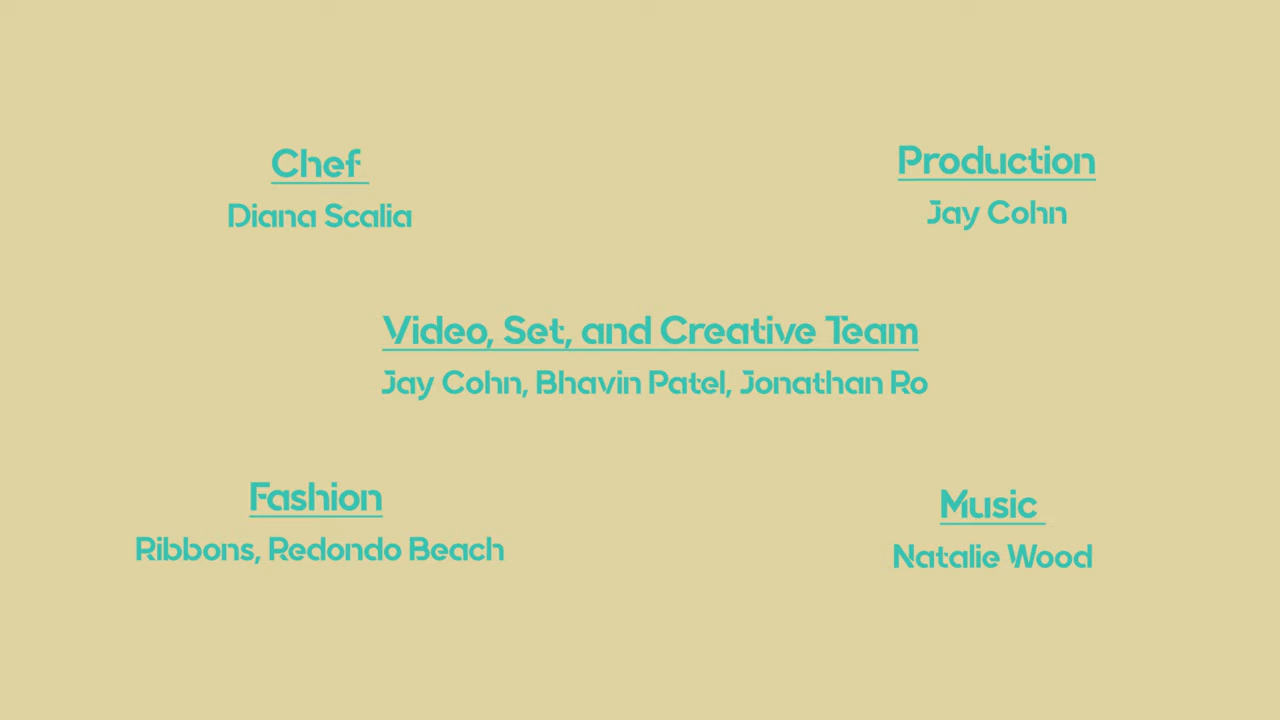 Chef
Diana Scalia
Production
Jay Cohn
Video, Set, and Creative Team
Jay Cohn, Bhavin Patel, Jonathan Ro
Fashion
Ribbons, Redondo Beach
Music
Natalie Wood